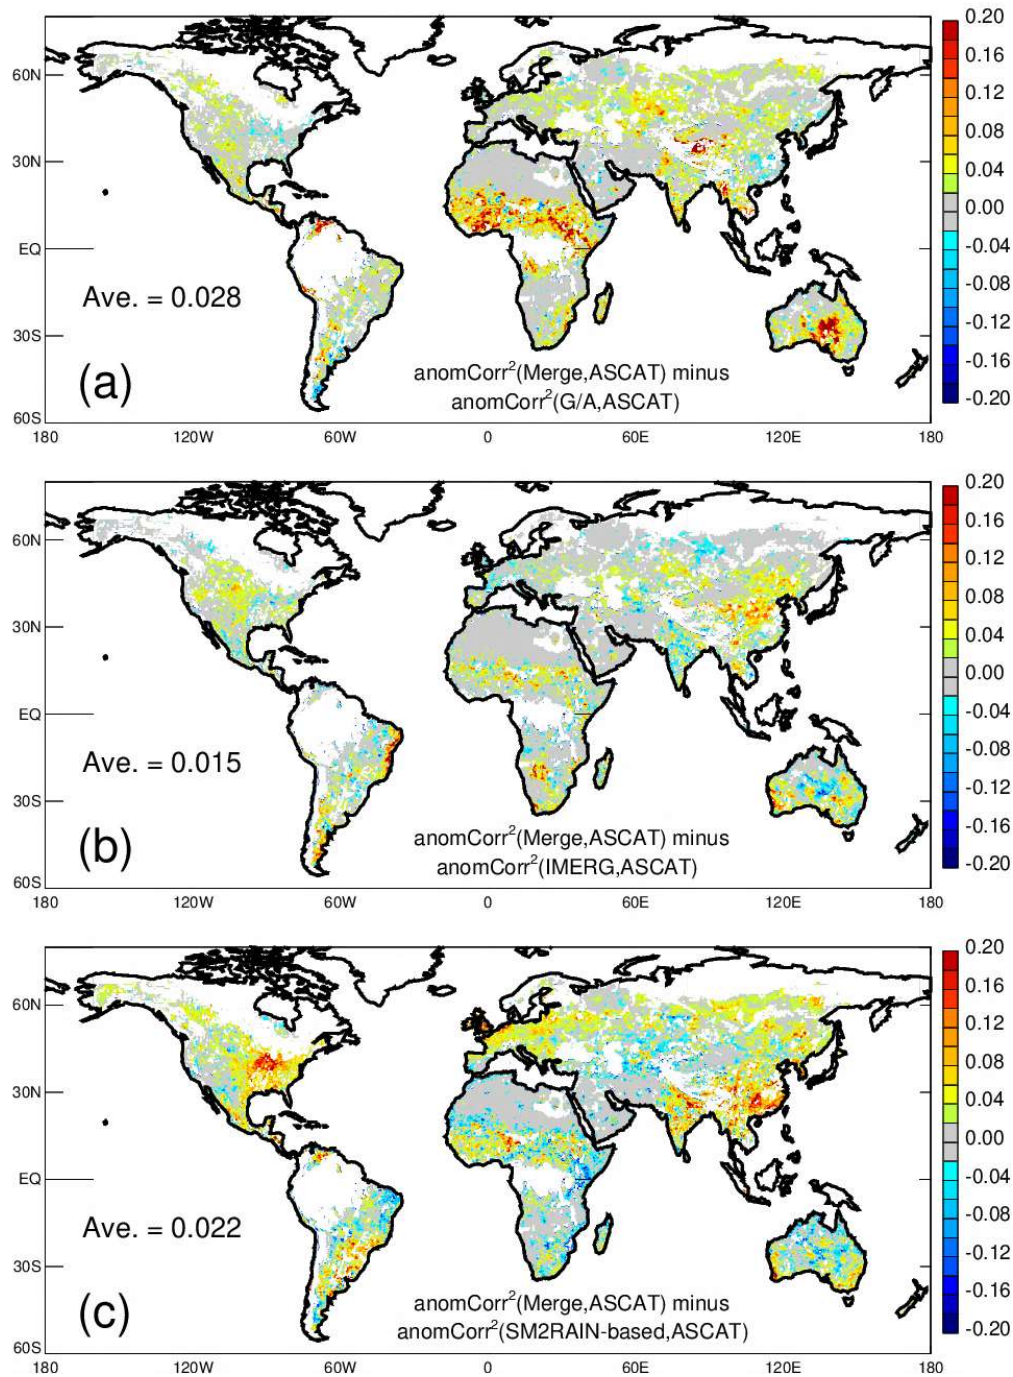 0.20
0.16
0.12
0.08
0.04
0.00
-0.04
-0.08
-0.12
-0.16
-0.20
60N
30N
EQ
30S
60S
Ave. = 0.028
(a)
anomCorr²(Merge,ASCAT) minus
anomCorr²(G/A,ASCAT)
180 120W 60W 0 60E 120E 180
0.20
0.16
0.12
0.08
0.04
0.00
-0.04
-0.08
-0.12
-0.16
-0.20
60N
30N
EQ
30S
60S
Ave. = 0.015
(b)
anomCorr²(Merge,ASCAT) minus
anomCorr²(IMERG,ASCAT)
180 120W 60W 0 60E 120E 180
0.20
0.16
0.12
0.08
0.04
0.00
-0.04
-0.08
-0.12
-0.16
-0.20
60N
30N
EQ
30S
60S
Ave. = 0.022
(c)
anomCorr²(Merge,ASCAT) minus
anomCorr²(SM2RAIN-based,ASCAT)
180 120W 60W 0 60E 120E 180